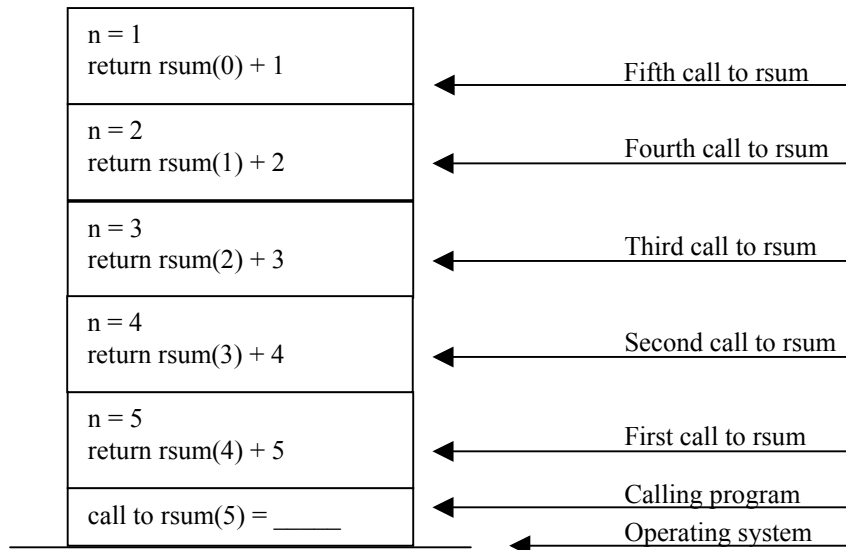 n = 1
return rsum(0) + 1
Fifth call to rsum
n = 2
return rsum(1) + 2
Fourth call to rsum
n = 3
return rsum(2) + 3
Third call to rsum
n = 4
return rsum(3) + 4
Second call to rsum
n = 5
return rsum(4) + 5
First call to rsum
call to rsum(5) = _____
Calling program
Operating system